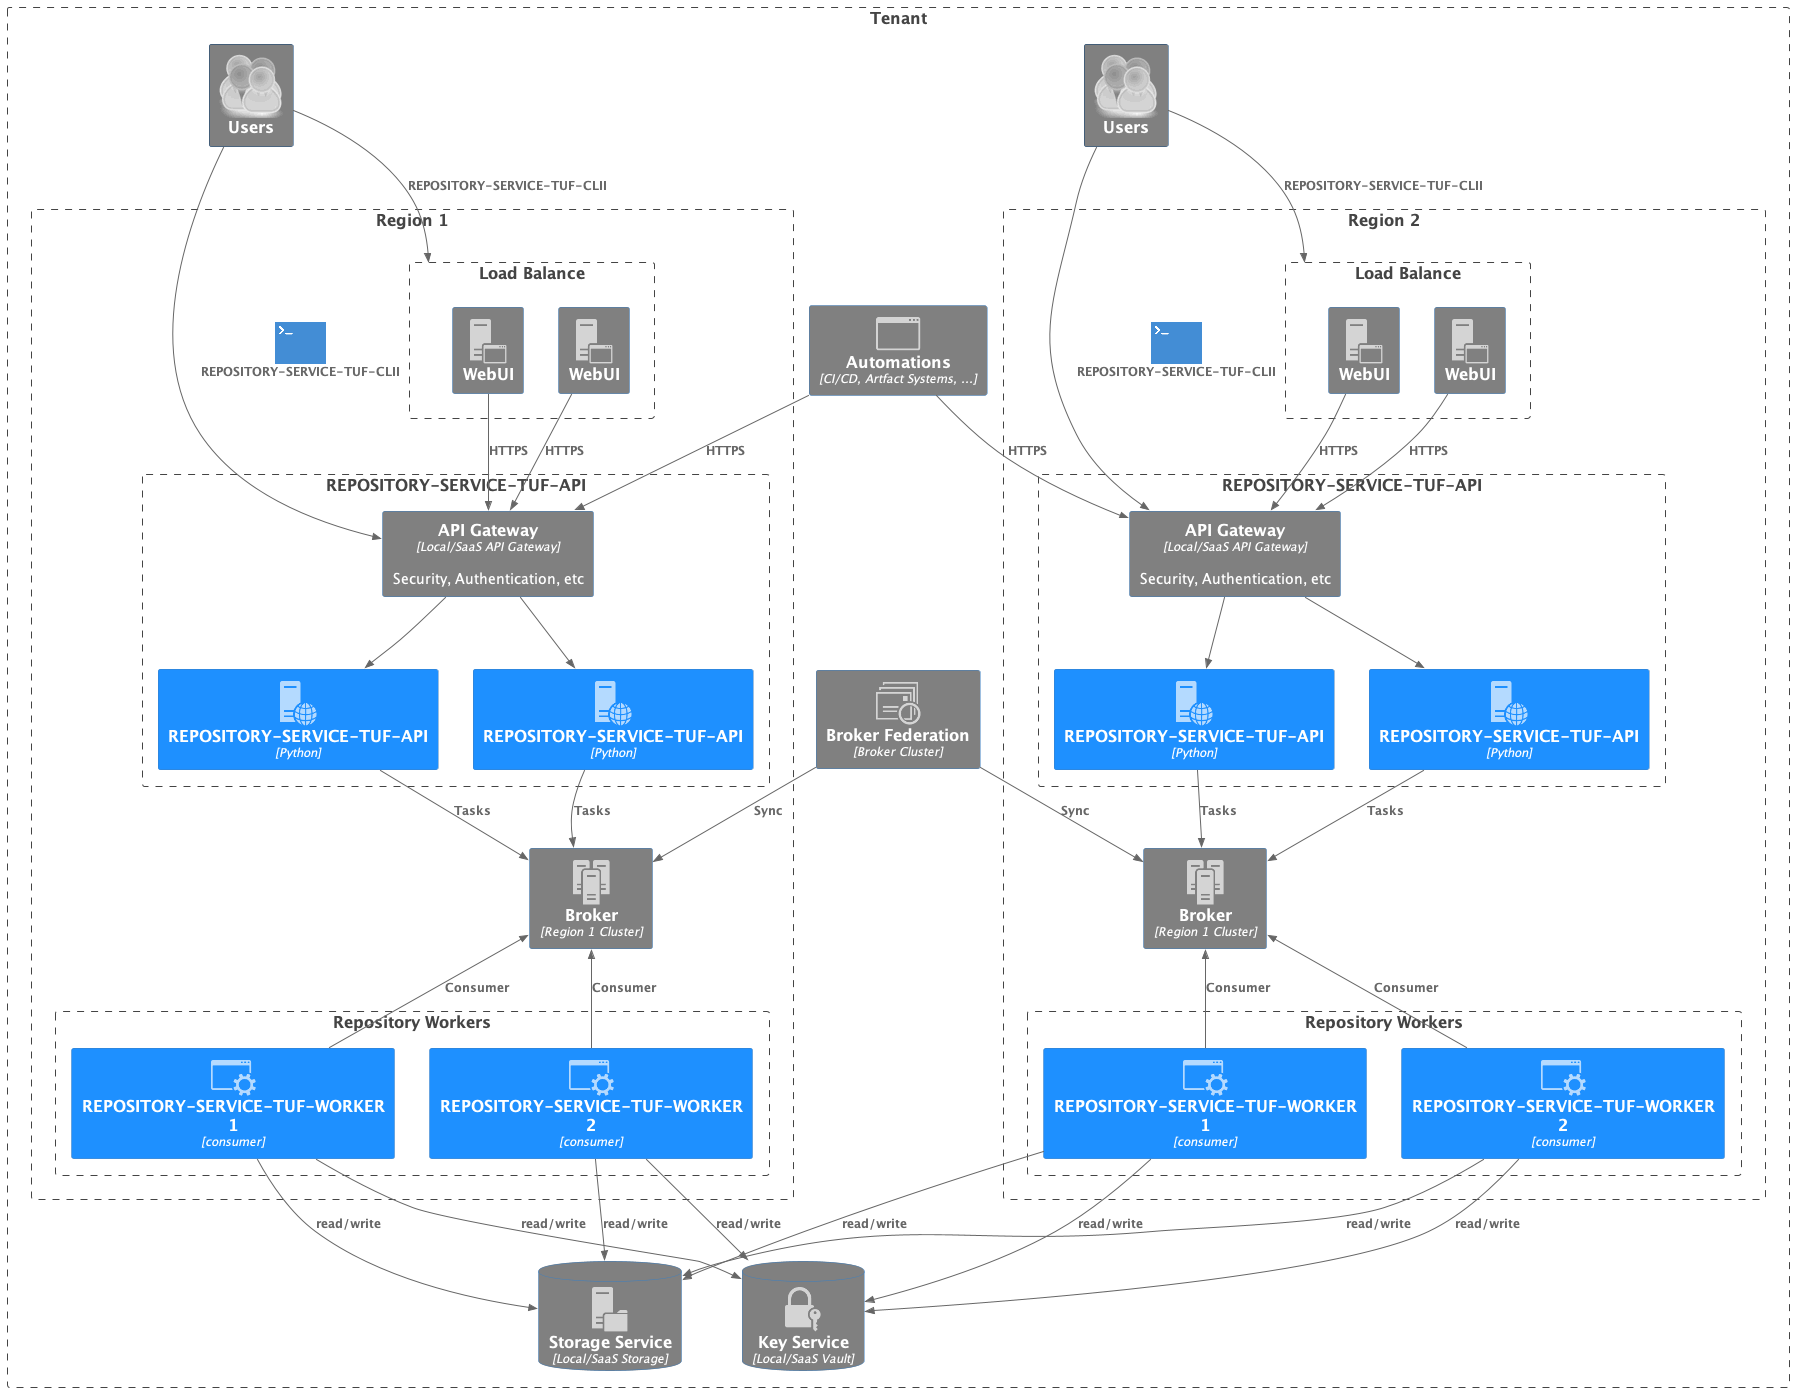 Tenant
Users
Users
REPOSITORY-SERVICE-TUF-CLII
REPOSITORY-SERVICE-TUF-CLII
Region 1
Region 2
Load Balance
Load Balance
WebUI
WebUI
REPOSITORY-SERVICE-TUF-CLII
Automations
[CI/CD, Artfact Systems, ...]
WebUI
WebUI
REPOSITORY-SERVICE-TUF-CLII
HTTPS
HTTPS
HTTPS
HTTPS
HTTPS
HTTPS
REPOSITORY-SERVICE-TUF-API
REPOSITORY-SERVICE-TUF-API
API Gateway
[Local/SaaS API Gateway]
Security, Authentication, etc
API Gateway
[Local/SaaS API Gateway]
Security, Authentication, etc
REPOSITORY-SERVICE-TUF-API
[Python]
REPOSITORY-SERVICE-TUF-API
[Python]
Broker Federation
[Broker Cluster]
REPOSITORY-SERVICE-TUF-API
[Python]
REPOSITORY-SERVICE-TUF-API
[Python]
Tasks
Tasks
Sync
Sync
Tasks
Tasks
Broker
[Region 1 Cluster]
Broker
[Region 1 Cluster]
Consumer
Consumer
Consumer
Consumer
Repository Workers
Repository Workers
REPOSITORY-SERVICE-TUF-WORKER
1
[consumer]
REPOSITORY-SERVICE-TUF-WORKER
2
[consumer]
REPOSITORY-SERVICE-TUF-WORKER
1
[consumer]
REPOSITORY-SERVICE-TUF-WORKER
2
[consumer]
read/write
read/write
read/write
read/write
read/write
read/write
read/write
read/write
Storage Service
[Local/SaaS Storage]
Key Service
[Local/SaaS Vault]